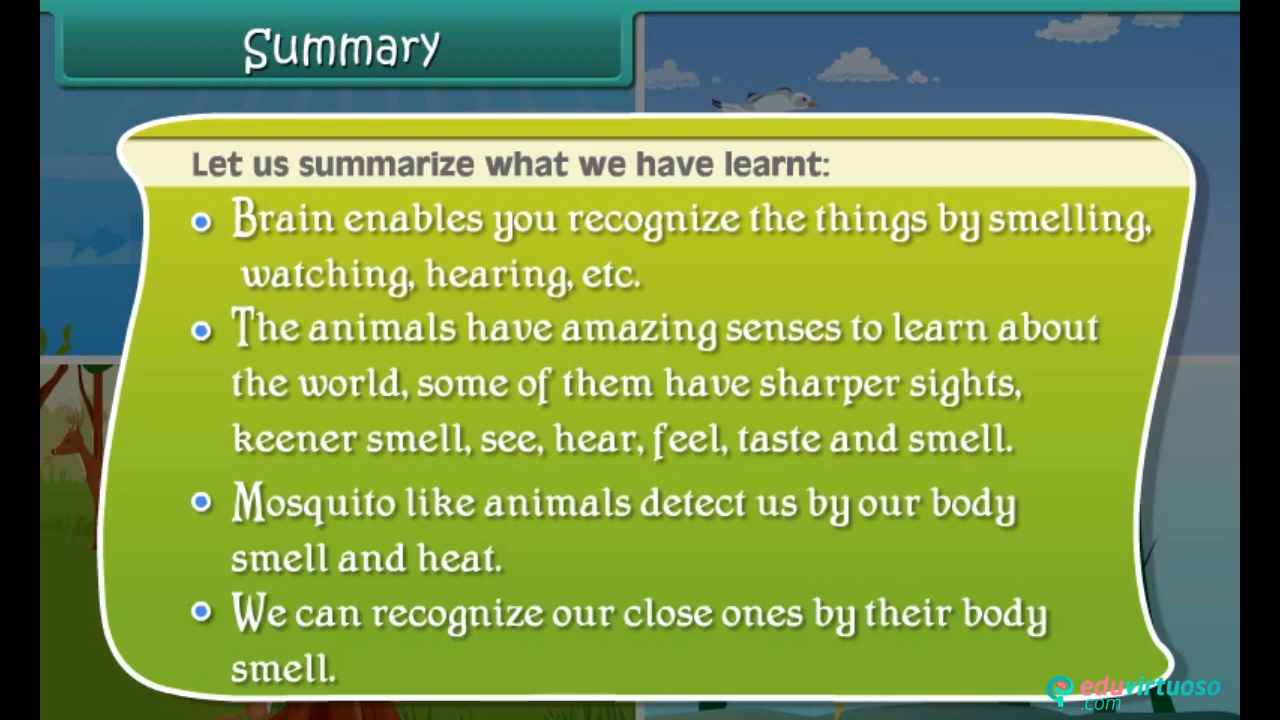 Summary
Let us summarize what we have learnt:
Brain enables you recognize the things by smelling,
watching, hearing, etc.
The animals have amazing senses to learn about
the world, some of them have sharper sights,
keener smell, see, hear, feel, taste and smell.
Mosquito like animals detect us by our body
smell and heat.
We can recognize our close ones by their body
smell.
eduvirtuoso
.com